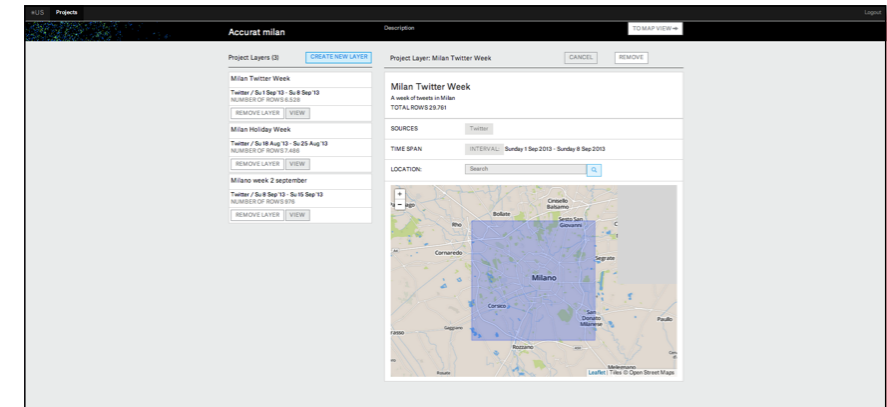 +US Projects Logout
Accurat milan
Description
TO MAP VIEW
Project Layers (3)
CREATE NEW LAYER
Project Layer: Milan Twitter Week
CANCEL
REMOVE
Milan Twitter Week
Twitter / Su 1 Sep '13 - Su 8 Sep '13
NUMBER OF ROWS 6.528
REMOVE LAYER VIEW
Milan Holiday Week
Twitter / Su 18 Aug '13 - Su 25 Aug '13
NUMBER OF ROWS 7.486
REMOVE LAYER VIEW
Milano week 2 september
Twitter / Su 8 Sep '13 - Su 15 Sep '13
NUMBER OF ROWS 876
REMOVE LAYER VIEW
Milan Twitter Week
A week of tweets in Milan
TOTAL ROWS 29.761
SOURCES Twitter
TIME SPAN INTERVAL: Sunday 1 Sep 2013 - Sunday 8 Sep 2013
LOCATION: Search
+
−
Cinisello
Balsamo
Bollate
Sesto San
Giovanni
Rho
Cornaredo
Segrate
Milano
Corsico
San
Donato
Milanese
Paullo
Gaggiano
Rozzano
Melegnano
Leaflet | Tiles © Open Street Maps